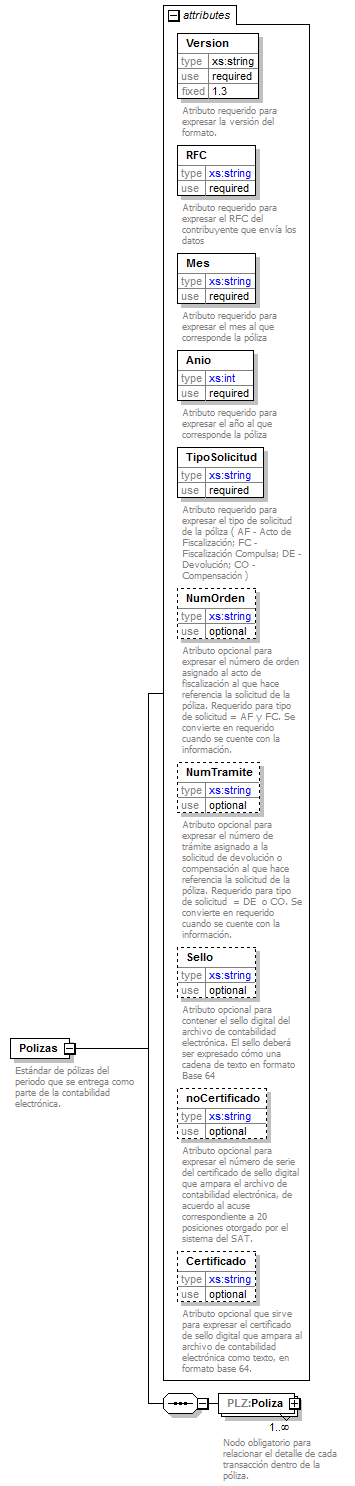 attributes
Version
type xs:string
use required
fixed 1.3
Atributo requerido para
expresar la versión del
formato.
RFC
type xs:string
use required
Atributo requerido para
expresar el RFC del
contribuyente que envía los
datos
Mes
type xs:string
use required
Atributo requerido para
expresar el mes al que
corresponde la póliza
Anio
type xs:int
use required
Atributo requerido para
expresar el año al que
corresponde la póliza
TipoSolicitud
type xs:string
use required
Atributo requerido para
expresar el tipo de solicitud
de la póliza ( AF - Acto de
Fiscalización; FC -
Fiscalización Compulsa; DE -
Devolución; CO -
Compensación )
NumOrden
type xs:string
use optional
Atributo opcional para
expresar el número de orden
asignado al acto de
fiscalización al que hace
referencia la solicitud de la
póliza. Requerido para tipo
de solicitud = AF y FC. Se
convierte en requerido
cuando se cuente con la
información.
NumTramite
type xs:string
use optional
Atributo opcional para
expresar el número de
trámite asignado a la
solicitud de devolución o
compensación al que hace
referencia la solicitud de la
póliza. Requerido para tipo
de solicitud = DE o CO. Se
convierte en requerido
cuando se cuente con la
información.
Sello
type xs:string
use optional
Atributo opcional para
contener el sello digital del
archivo de contabilidad
electrónica. El sello deberá
ser expresado cómo una
cadena de texto en formato
Base 64
noCertificado
type xs:string
use optional
Atributo opcional para
expresar el número de serie
del certificado de sello digital
que ampara el archivo de
contabilidad electrónica, de
acuerdo al acuse
correspondiente a 20
posiciones otorgado por el
sistema del SAT.
Certificado
type xs:string
use optional
Atributo opcional que sirve
para expresar el certificado
de sello digital que ampara al
archivo de contabilidad
electrónica como texto, en
formato base 64.
Polizas
Estándar de pólizas del
periodo que se entrega como
parte de la contabilidad
electrónica.
PLZ:Poliza
1..∞
Nodo obligatorio para
relacionar el detalle de cada
transacción dentro de la
póliza.